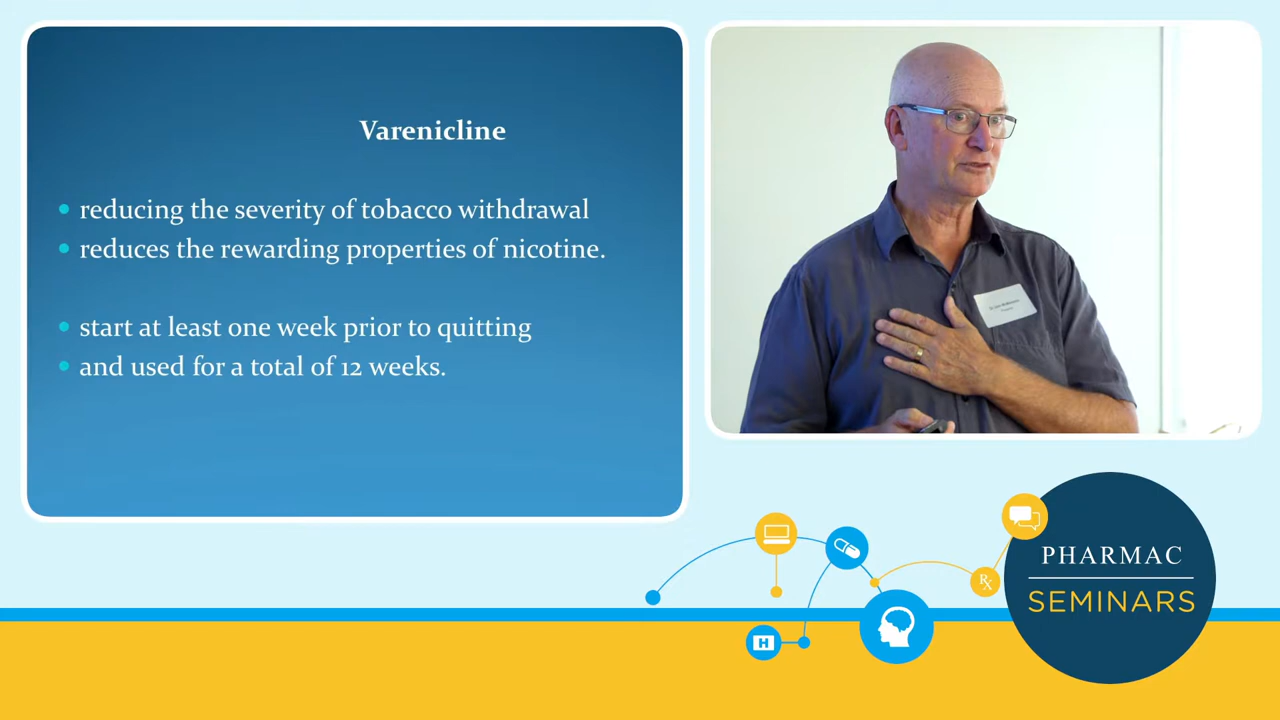 Varenicline
reducing the severity of tobacco withdrawal
reduces the rewarding properties of nicotine.
start at least one week prior to quitting
and used for a total of 12 weeks.
Rx
H
PHARMAC
SEMINARS